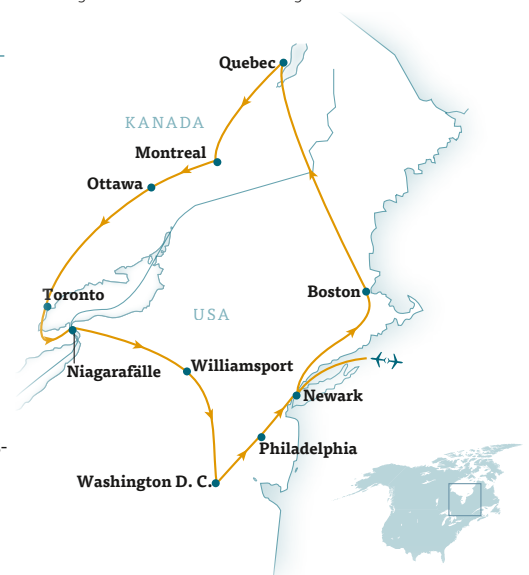 Quebec
KANADA
Montreal
Ottawa
Toronto
Boston
USA
Niagarafälle
Williamsport
Newark
Philadelphia
Washington D. C.